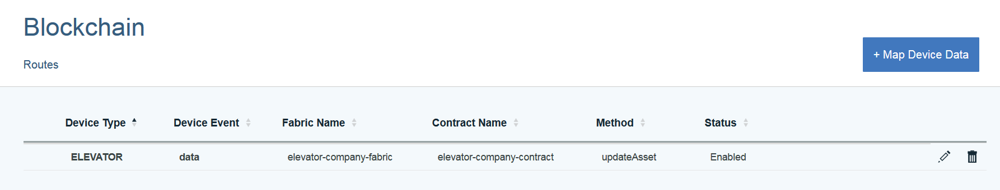 Blockchain
Routes
+ Map Device Data
Device Type Device Event Fabric Name Contract Name Method Status
ELEVATOR data elevator-company-fabric elevator-company-contract updateAsset Enabled